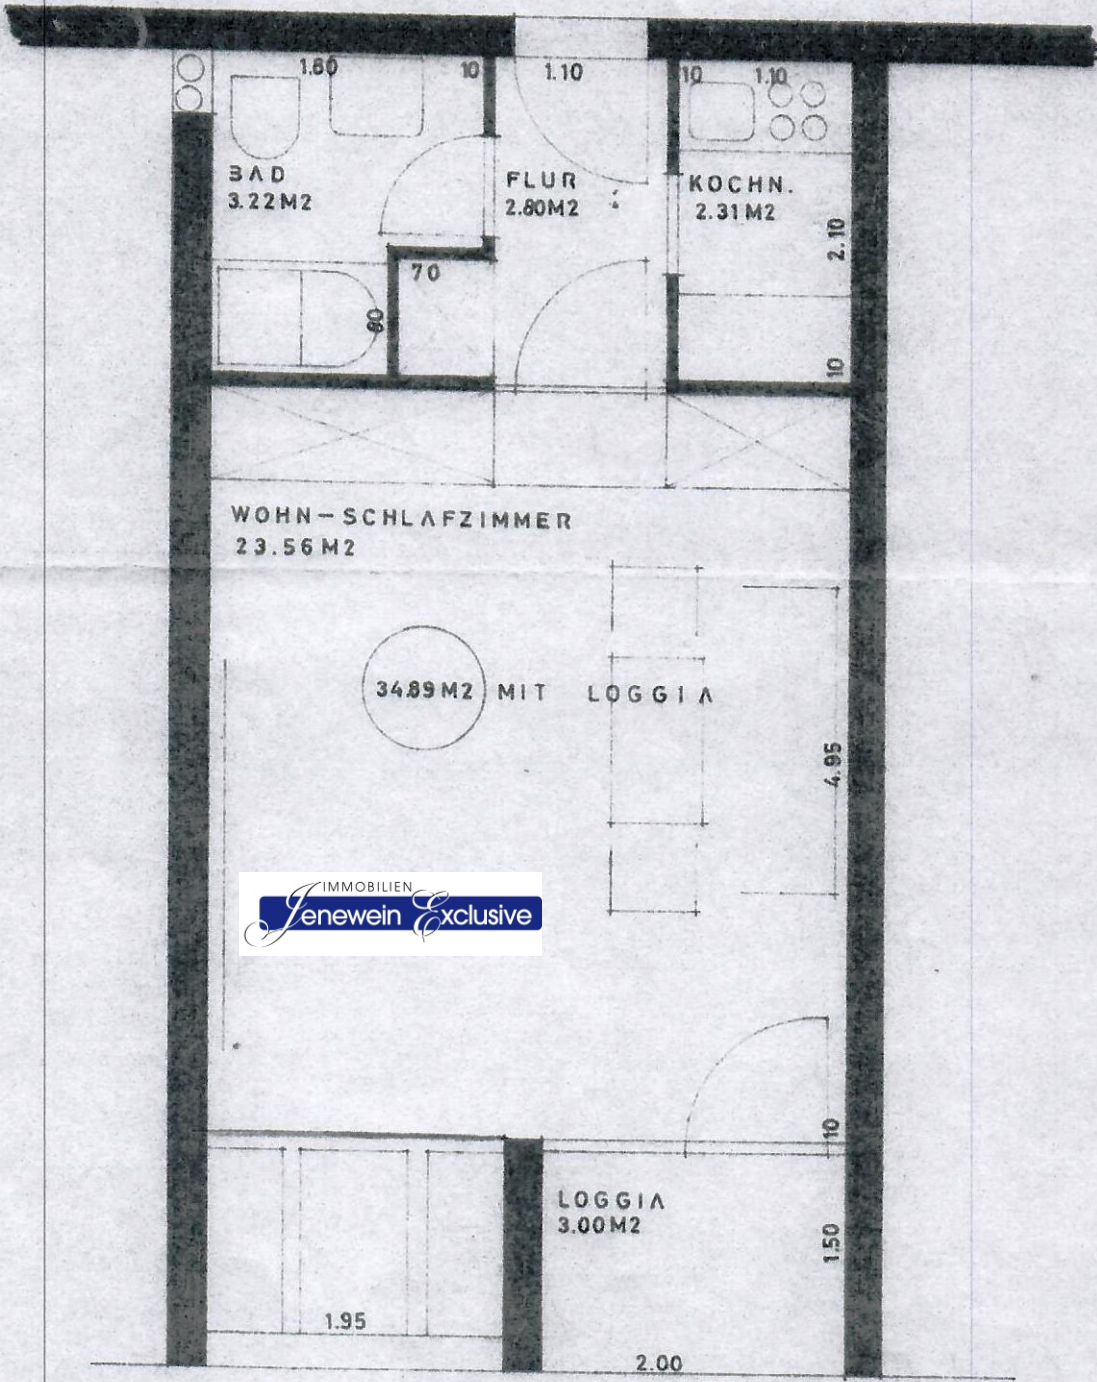 1.60
10
1.10
10
1.10
BAD
3.22M2
FLUR
2.80M2
KOCHN.
2.31M2
2.10
70
80
10
WOHN-SCHLAFZIMMER
23.56M2
34.89M2 MIT LOGGIA
4.95
IMMOBILIEN
Jenewein Exclusive
10
LOGGIA
3.00M2
1.50
1.95
2.00